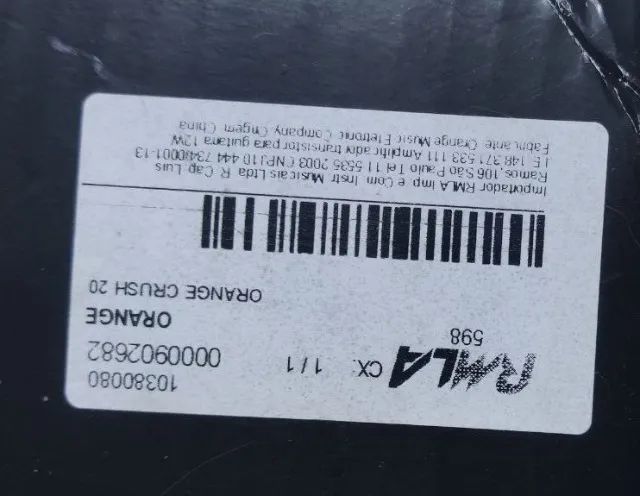 10380080
RMLA CX: 1 / 1 0000902682
598
ORANGE
ORANGE CRUSH 20
Importador RMLA imp e Com. Instr Musicais Ltda R Cap Luis
Ramos,106 São Paulo Tel 11 5535 2003 CNPJ10 444 734/0001-13
I E 148 371 533 111 Amplificador transistor para guitarra 12W
Fabricante Orange Music Eletronic Company Origem China